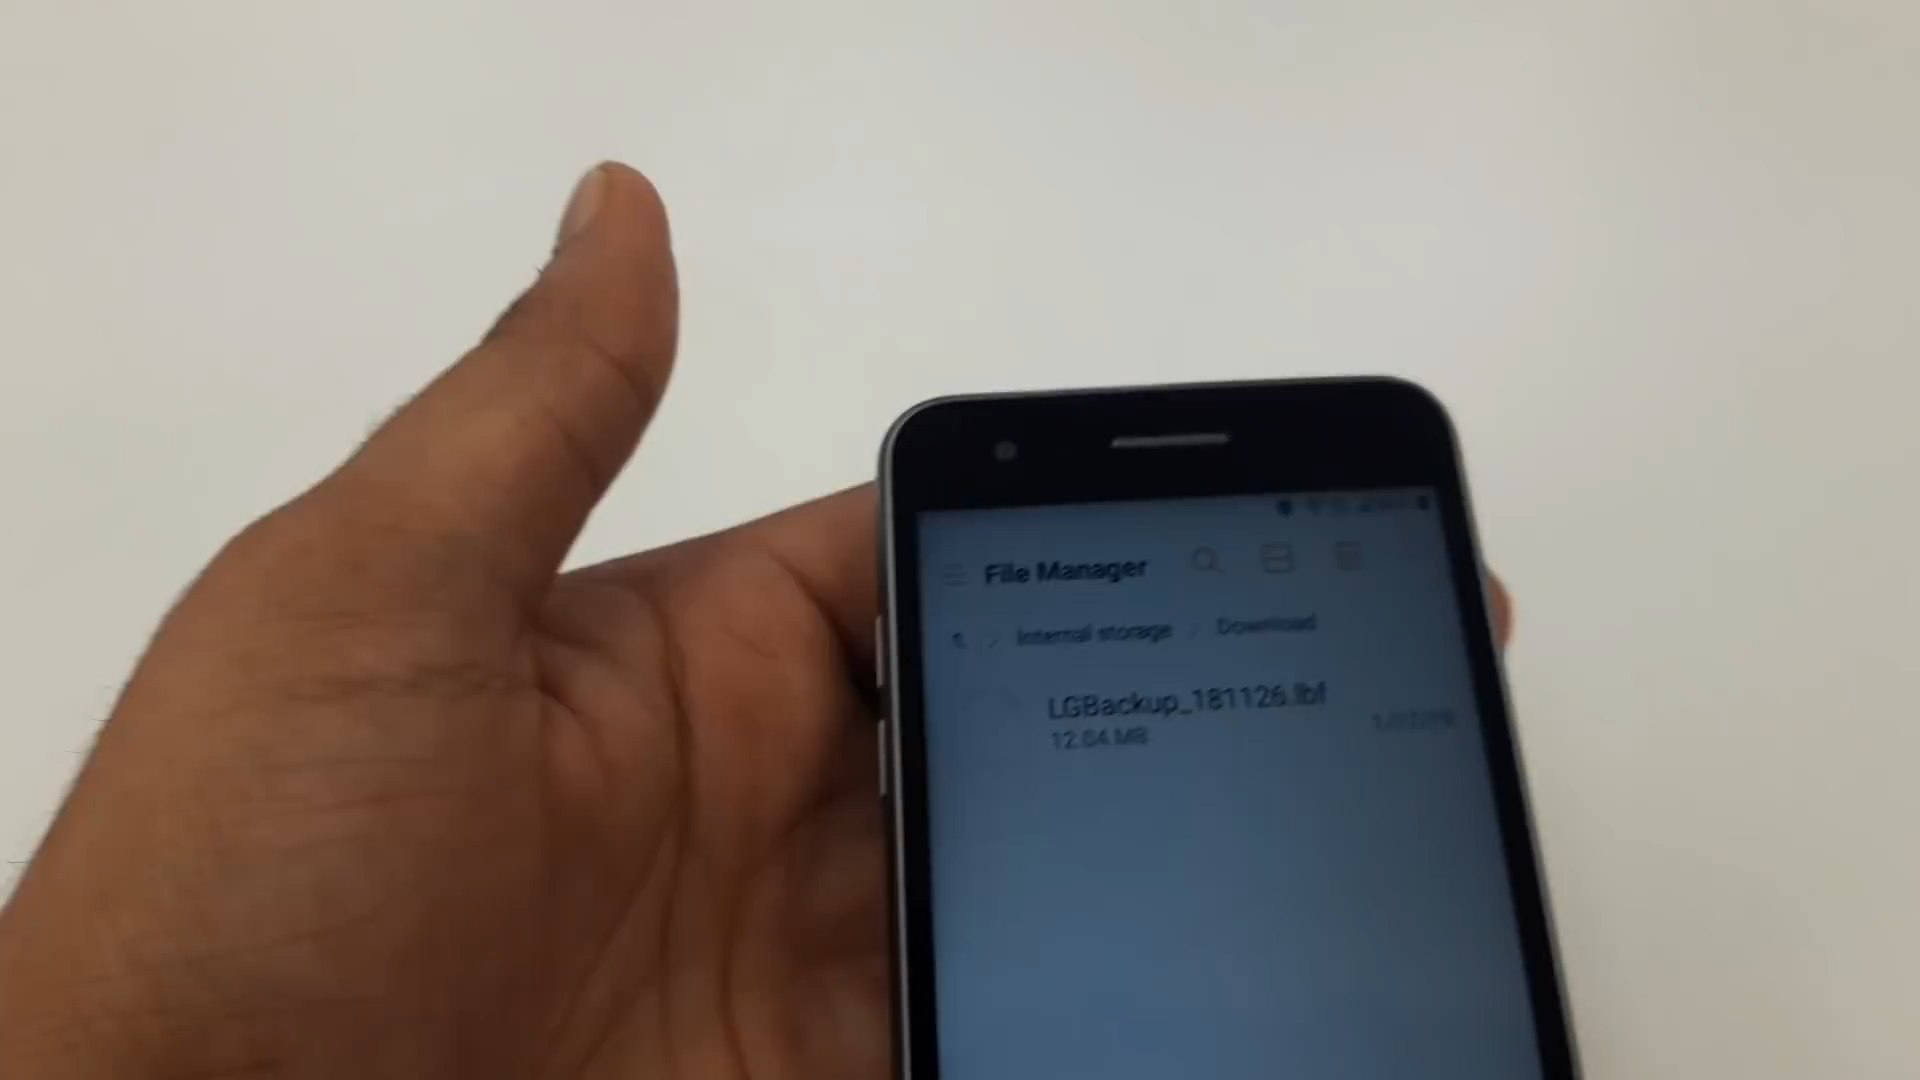 File Manager
Internal storage / Download
LGBackup_181126.lbf
12.04 MB